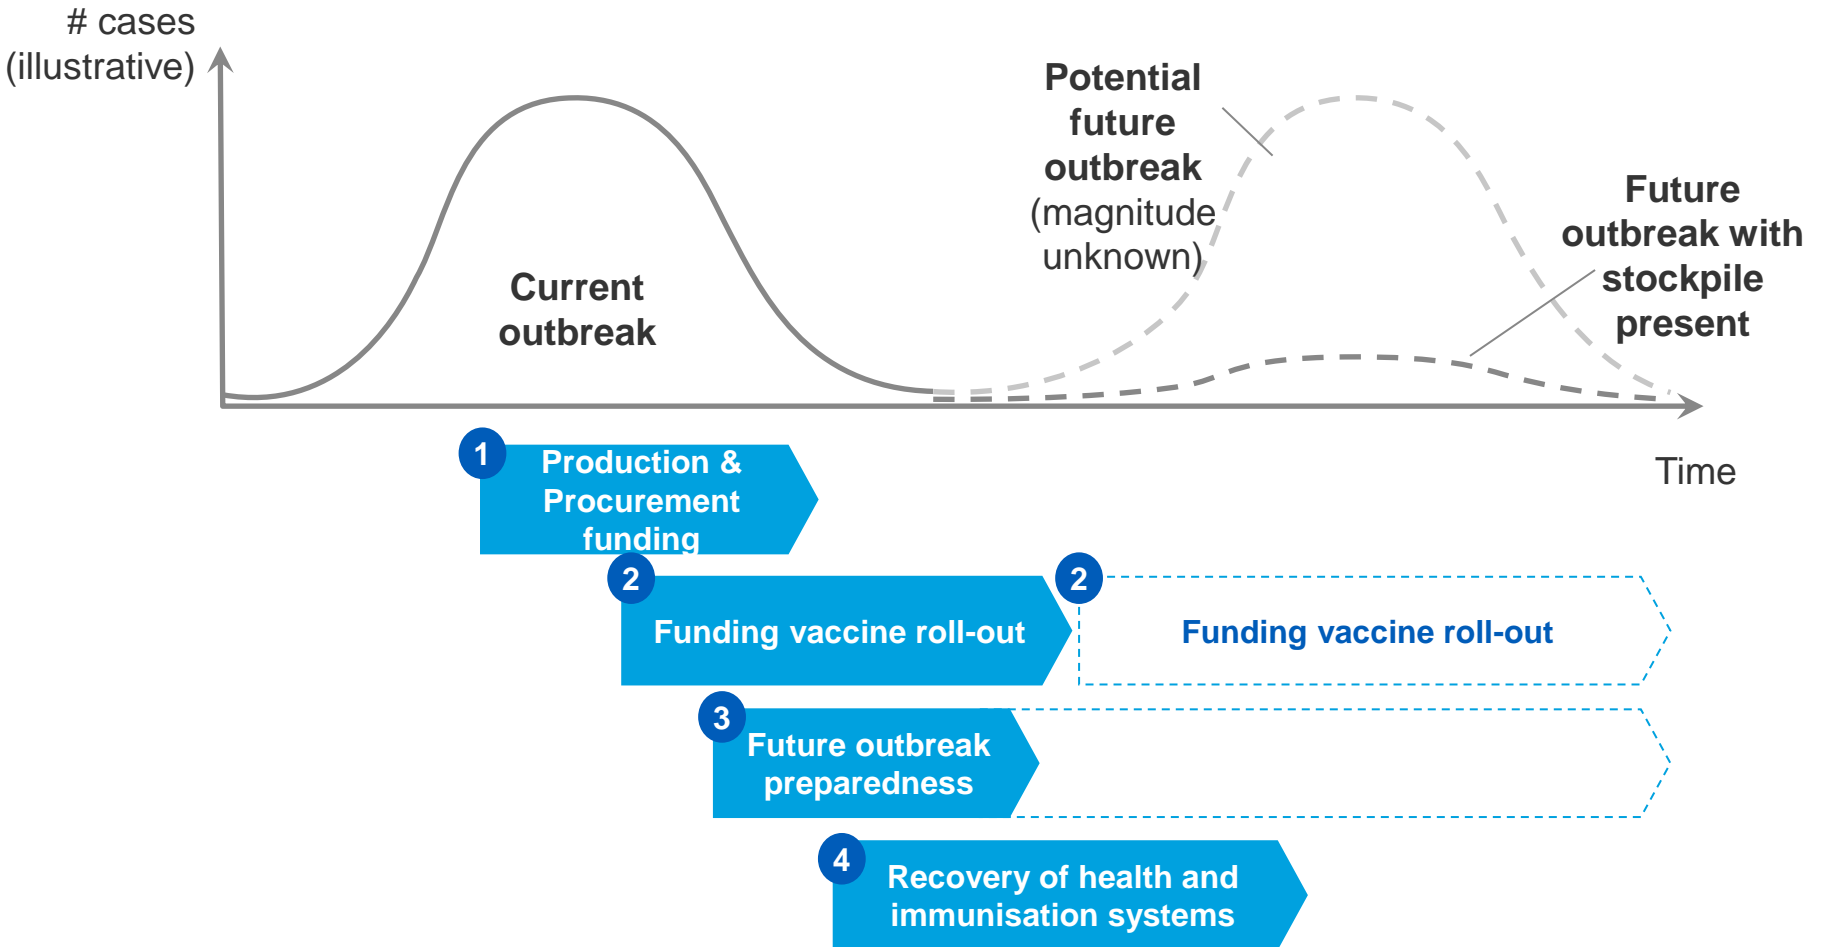 # cases
(illustrative)
Potential
future
outbreak
(magnitude
unknown)
Future
outbreak with
stockpile
present
Current
outbreak
Time
1
Production &
Procurement
funding
2
Funding vaccine roll-out
2
Funding vaccine roll-out
3
Future outbreak
preparedness
4
Recovery of health and
immunisation systems